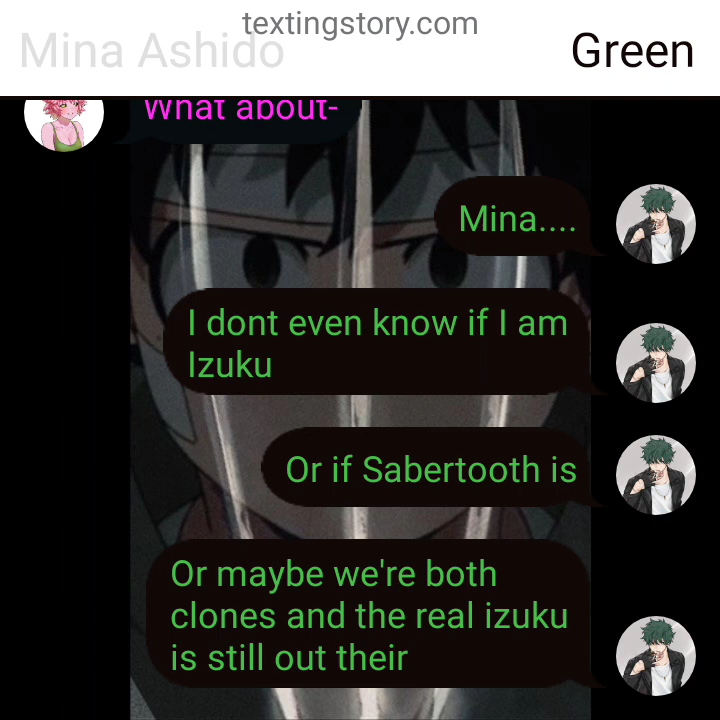 textingstory.com
Mina Ashido
Green
What about-
Mina....
I dont even know if I am
Izuku
Or if Sabertooth is
Or maybe we're both
clones and the real izuku
is still out their